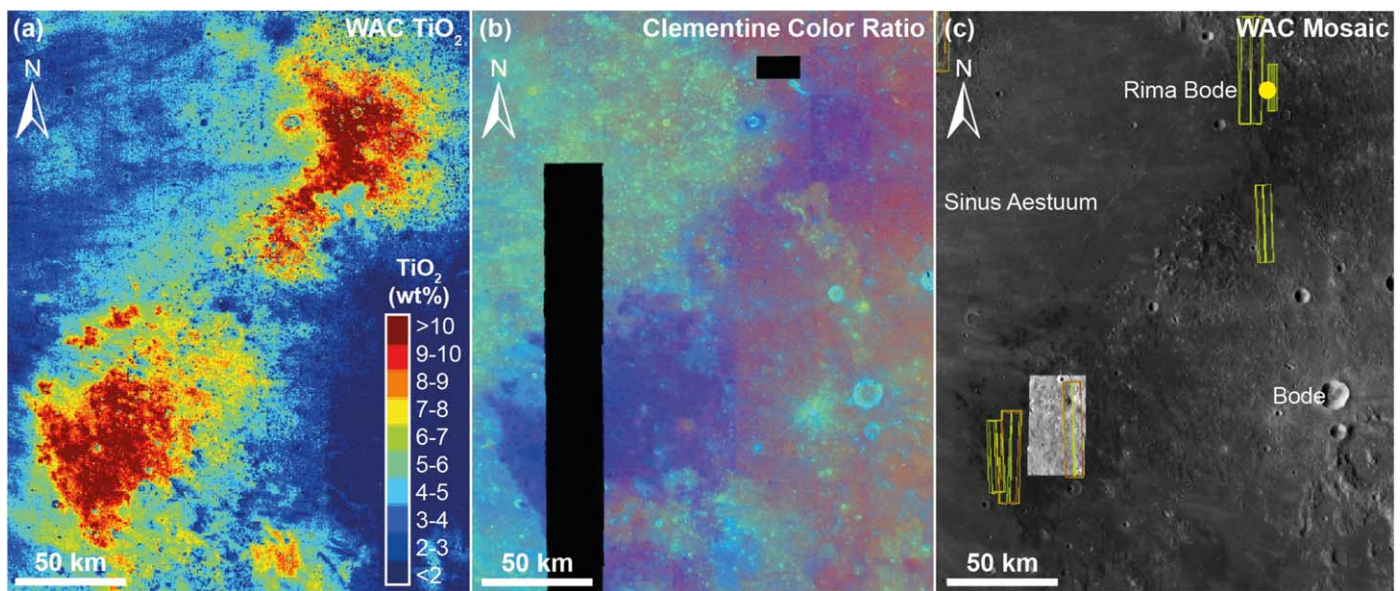 (a) WAC TiO₂
N
TiO₂
(wt%)
>10
9-10
8-9
7-8
6-7
5-6
4-5
3-4
2-3
<2
50 km
(b) Clementine Color Ratio
N
50 km
(c) WAC Mosaic
N
Rima Bode
Sinus Aestuum
Bode
50 km